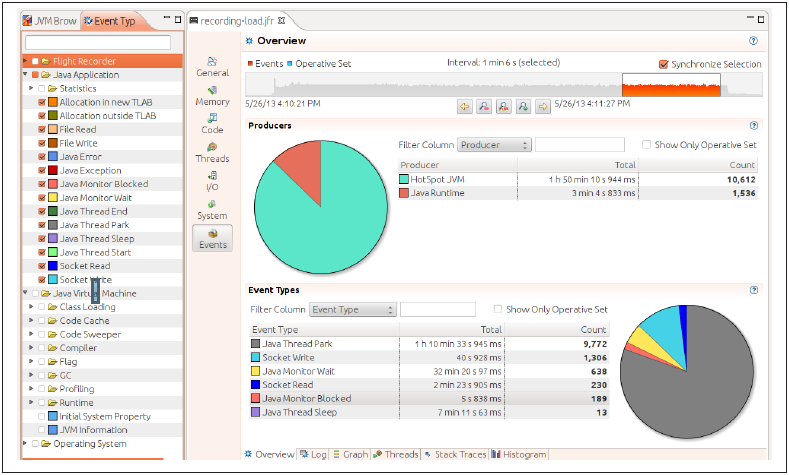 JVM Brow
Event Typ
Flight Recorder
Java Application
Statistics
Allocation in new TLAB
Allocation outside TLAB
File Read
File Write
Java Error
Java Exception
Java Monitor Blocked
Java Monitor Wait
Java Thread End
Java Thread Park
Java Thread Sleep
Java Thread Start
Socket Read
Socket Write
Java Virtual Machine
Class Loading
Code Cache
Code Sweeper
Compiler
Flag
GC
Profiling
Runtime
Initial System Property
JVM Information
Operating System
recording-load.jfr
General
Memory
Code
Threads
I/O
System
Events
Overview
Events Operative Set Interval: 1 min 6 s (selected) Synchronize Selection
5/26/13 4:10:21 PM 5/26/13 4:11:27 PM
Producers
Filter Column Producer Show Only Operative Set
Producer Total Count
HotSpot JVM 1 h 50 min 10 s 944 ms 10,612
Java Runtime 3 min 4 s 833 ms 1,536
Event Types
Filter Column Event Type Show Only Operative Set
Event Type Total Count
Java Thread Park 1 h 10 min 33 s 945 ms 9,772
Socket Write 40 s 928 ms 1,306
Java Monitor Wait 32 min 20 s 97 ms 638
Socket Read 2 min 23 s 905 ms 230
Java Monitor Blocked 5 s 838 ms 189
Java Thread Sleep 7 min 11 s 63 ms 13
Overview Log Graph Threads Stack Traces Histogram